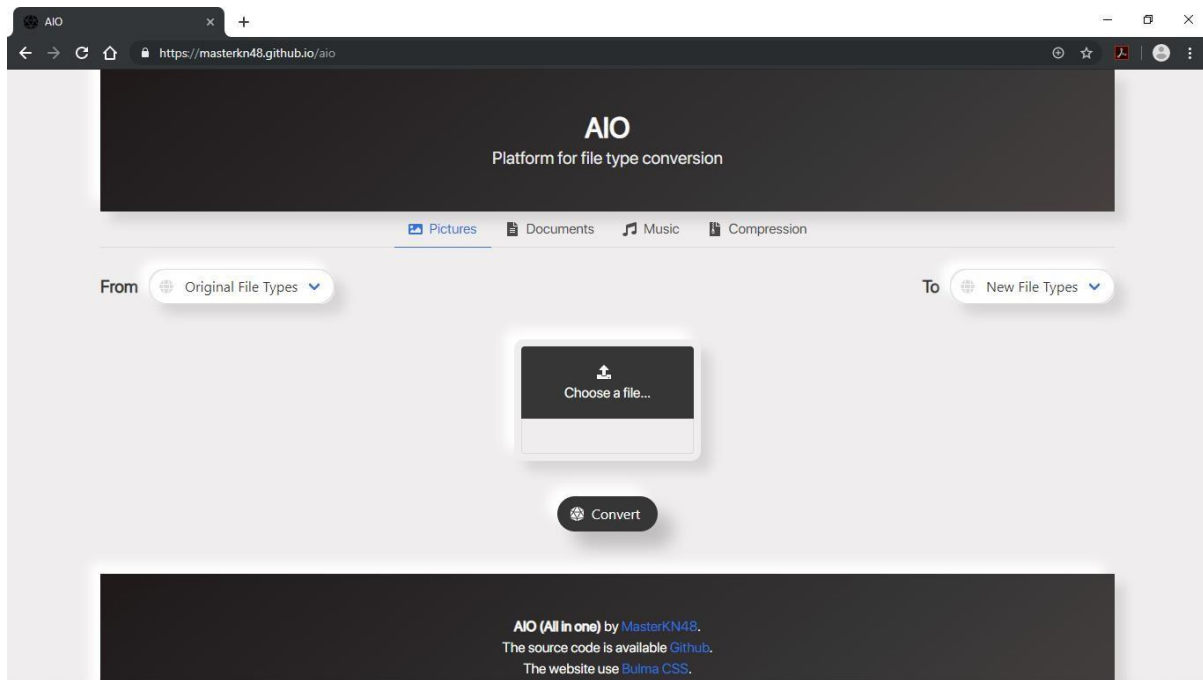 AIO
https://masterkn48.github.io/aio
AIO
Platform for file type conversion
Pictures Documents Music Compression
From Original File Types To New File Types
Choose a file...
Convert
AIO (All in one) by MasterKN48.
The source code is available Github.
The website use Bulma CSS.